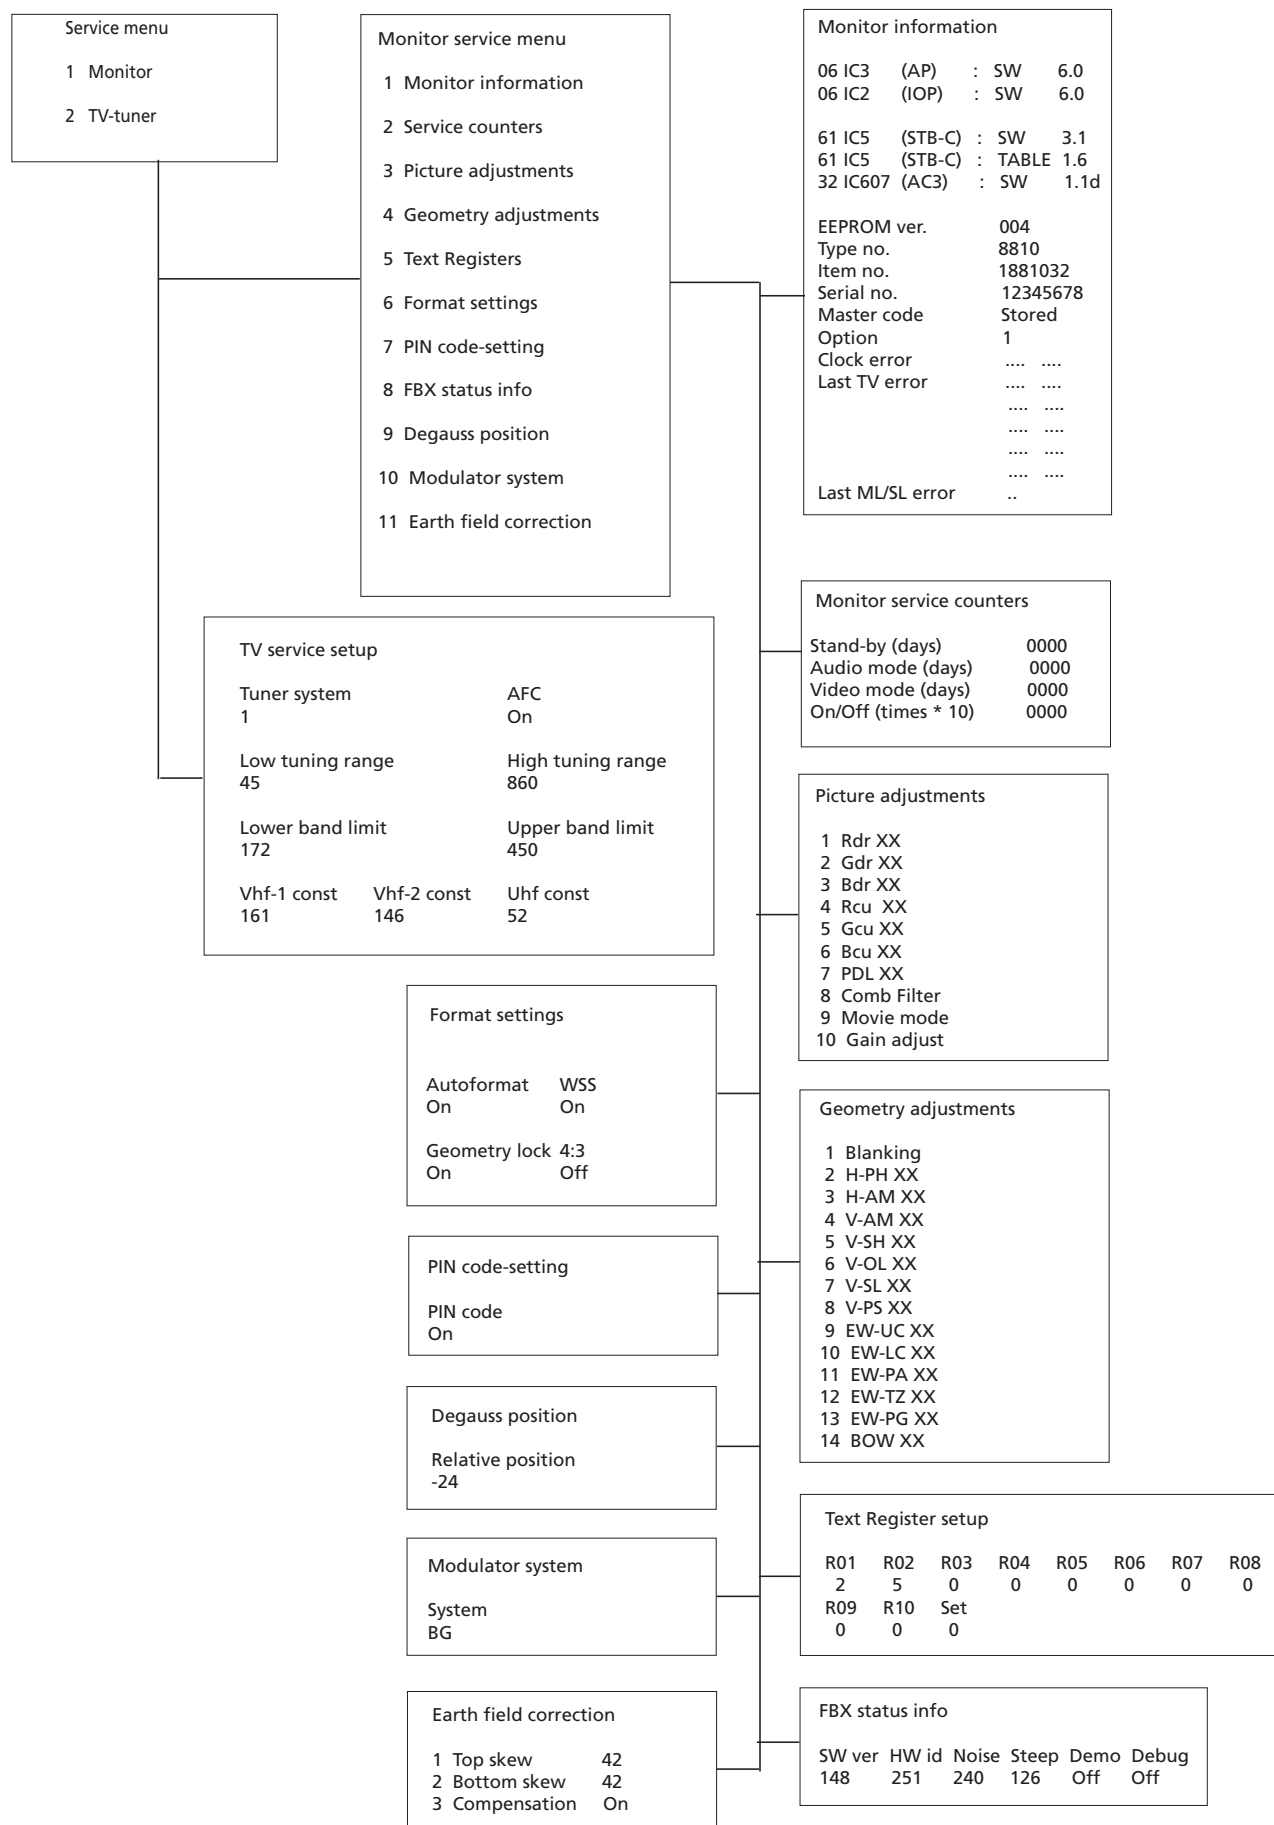 Service menu
1 Monitor
2 TV-tuner
Monitor service menu
1 Monitor information
2 Service counters
3 Picture adjustments
4 Geometry adjustments
5 Text Registers
6 Format settings
7 PIN code-setting
8 FBX status info
9 Degauss position
10 Modulator system
11 Earth field correction
Monitor information
06 IC3 (AP) : SW 6.0
06 IC2 (IOP) : SW 6.0
61 IC5 (STB-C) : SW 3.1
61 IC5 (STB-C) : TABLE 1.6
32 IC607 (AC3) : SW 1.1d
EEPROM ver. 004
Type no. 8810
Item no. 1881032
Serial no. 12345678
Master code Stored
Option 1
Clock error .... ....
Last TV error .... ....
.... ....
.... ....
.... ....
.... ....
Last ML/SL error ..
Monitor service counters
Stand-by (days) 0000
Audio mode (days) 0000
Video mode (days) 0000
On/Off (times * 10) 0000
TV service setup
Tuner system AFC
1 On
Low tuning range High tuning range
45 860
Lower band limit Upper band limit
172 450
Vhf-1 const Vhf-2 const Uhf const
161 146 52
Picture adjustments
1 Rdr XX
2 Gdr XX
3 Bdr XX
4 Rcu XX
5 Gcu XX
6 Bcu XX
7 PDL XX
8 Comb Filter
9 Movie mode
10 Gain adjust
Format settings
Autoformat WSS
On On
Geometry lock 4:3
On Off
Geometry adjustments
1 Blanking
2 H-PH XX
3 H-AM XX
4 V-AM XX
5 V-SH XX
6 V-OL XX
7 V-SL XX
8 V-PS XX
9 EW-UC XX
10 EW-LC XX
11 EW-PA XX
12 EW-TZ XX
13 EW-PG XX
14 BOW XX
PIN code-setting
PIN code
On
Degauss position
Relative position
-24
Text Register setup
R01 R02 R03 R04 R05 R06 R07 R08
2 5 0 0 0 0 0 0
R09 R10 Set
0 0 0
Modulator system
System
BG
Earth field correction
1 Top skew 42
2 Bottom skew 42
3 Compensation On
FBX status info
SW ver HW id Noise Steep Demo Debug
148 251 240 126 Off Off